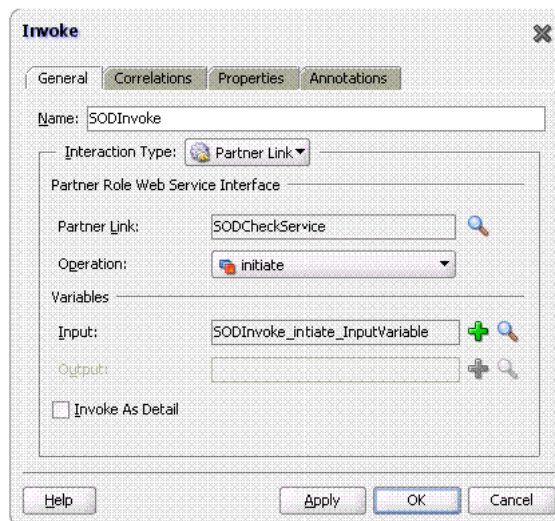 Invoke
General Correlations Properties Annotations
Name: SODInvoke
Interaction Type: Partner Link
Partner Role Web Service Interface
Partner Link: SODCheckService
Operation: initiate
Variables
Input: SODInvoke_intiate_InputVariable
Output:
Invoke As Detail
Help Apply OK Cancel